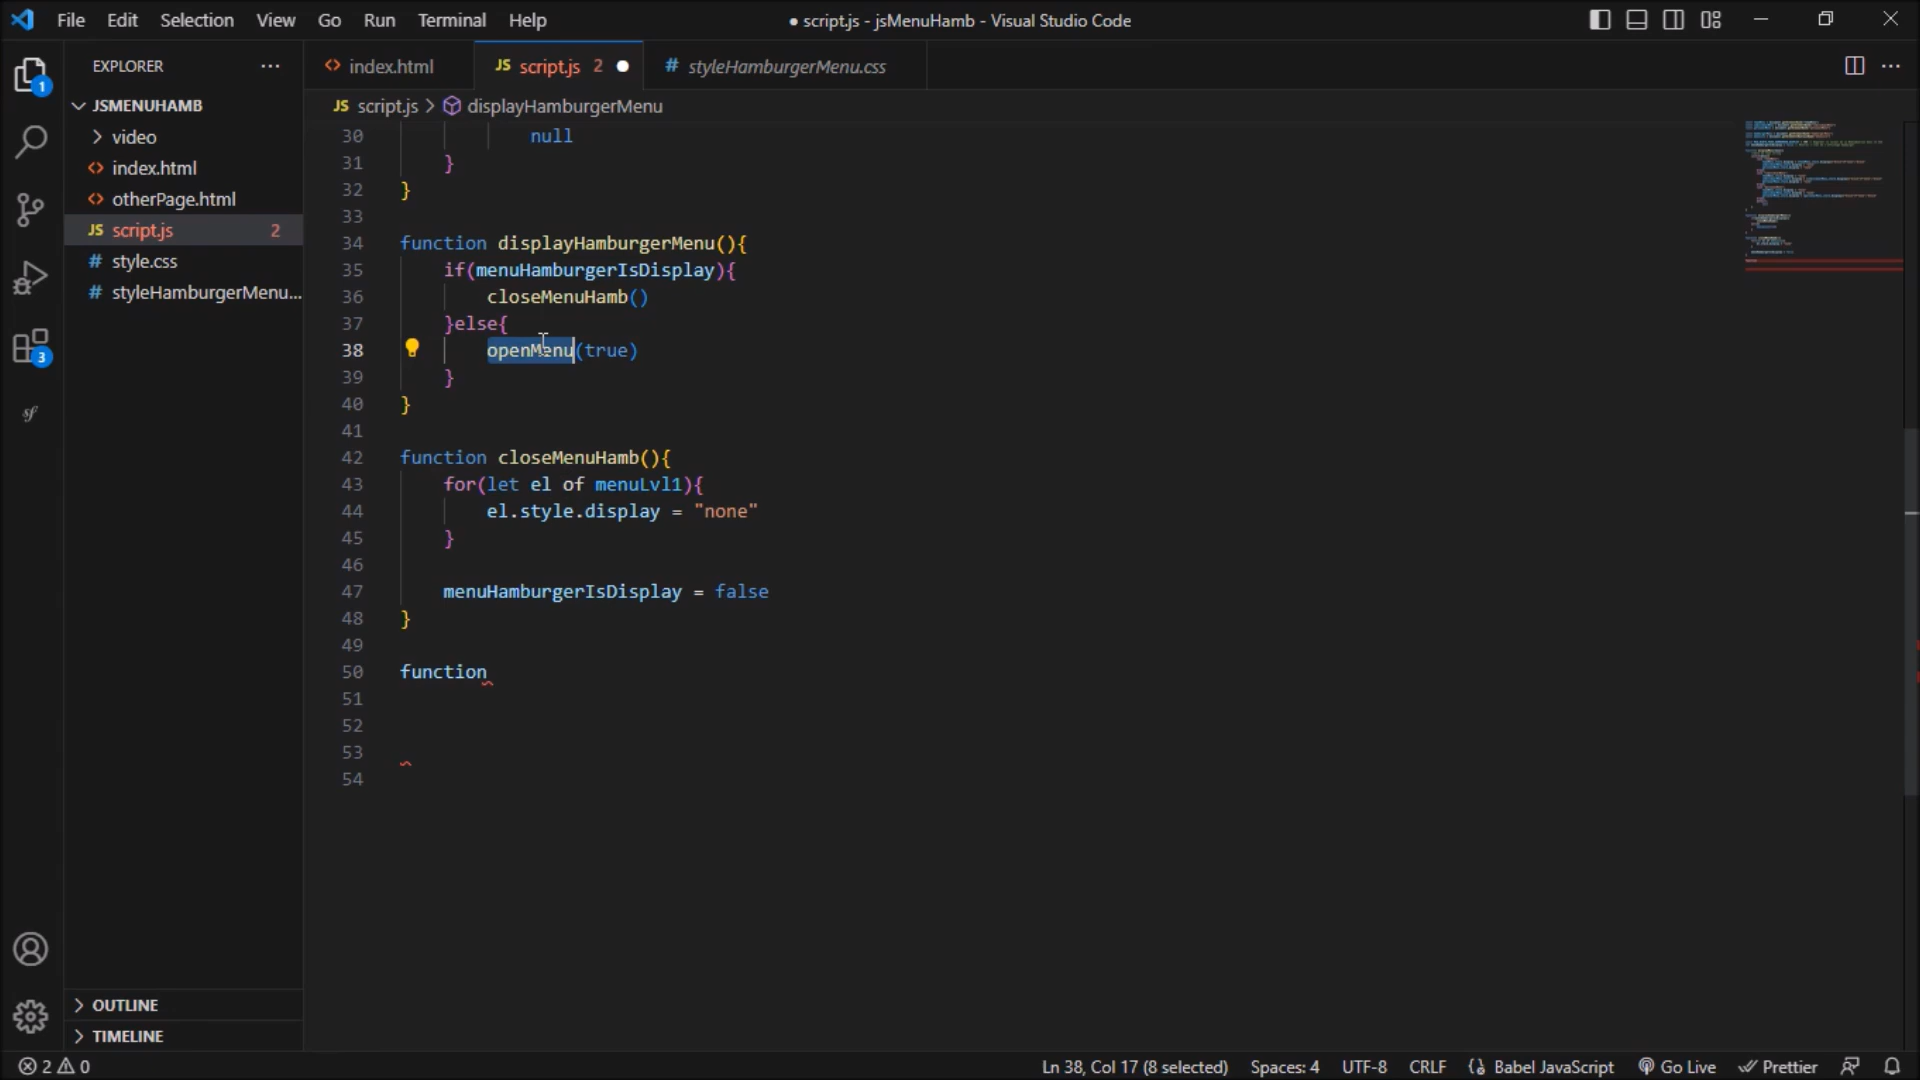 File Edit Selection View Go Run Terminal Help
● script.js - jsMenuHamb - Visual Studio Code
EXPLORER ...
index.html
JS script.js 2 ●
# styleHamburgerMenu.css
JS script.js > displayHamburgerMenu
1
JSMENUHAMB
video
index.html
otherPage.html
JS script.js 2
# style.css
# styleHamburgerMenu...
3
30 null
31 }
32 }
33
34 function displayHamburgerMenu(){
35 if(menuHamburgerIsDisplay){
36 closeMenuHamb()
37 }else{
38 openMenu(true)
39 }
40 }
41
42 function closeMenuHamb(){
43 for(let el of menuLvl1){
44 el.style.display = "none"
45 }
46
47 menuHamburgerIsDisplay = false
48 }
49
50 function
51
52
53
54
OUTLINE
TIMELINE
2 0
Ln 38, Col 17 (8 selected) Spaces: 4 UTF-8 CRLF {} Babel JavaScript Go Live Prettier